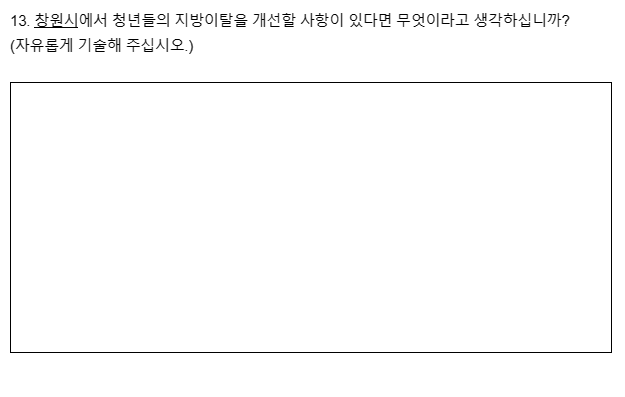 13. 창원시에서 청년들의 지방이탈을 개선할 사항이 있다면 무엇이라고 생각하십니까?
(자유롭게 기술해 주십시오.)